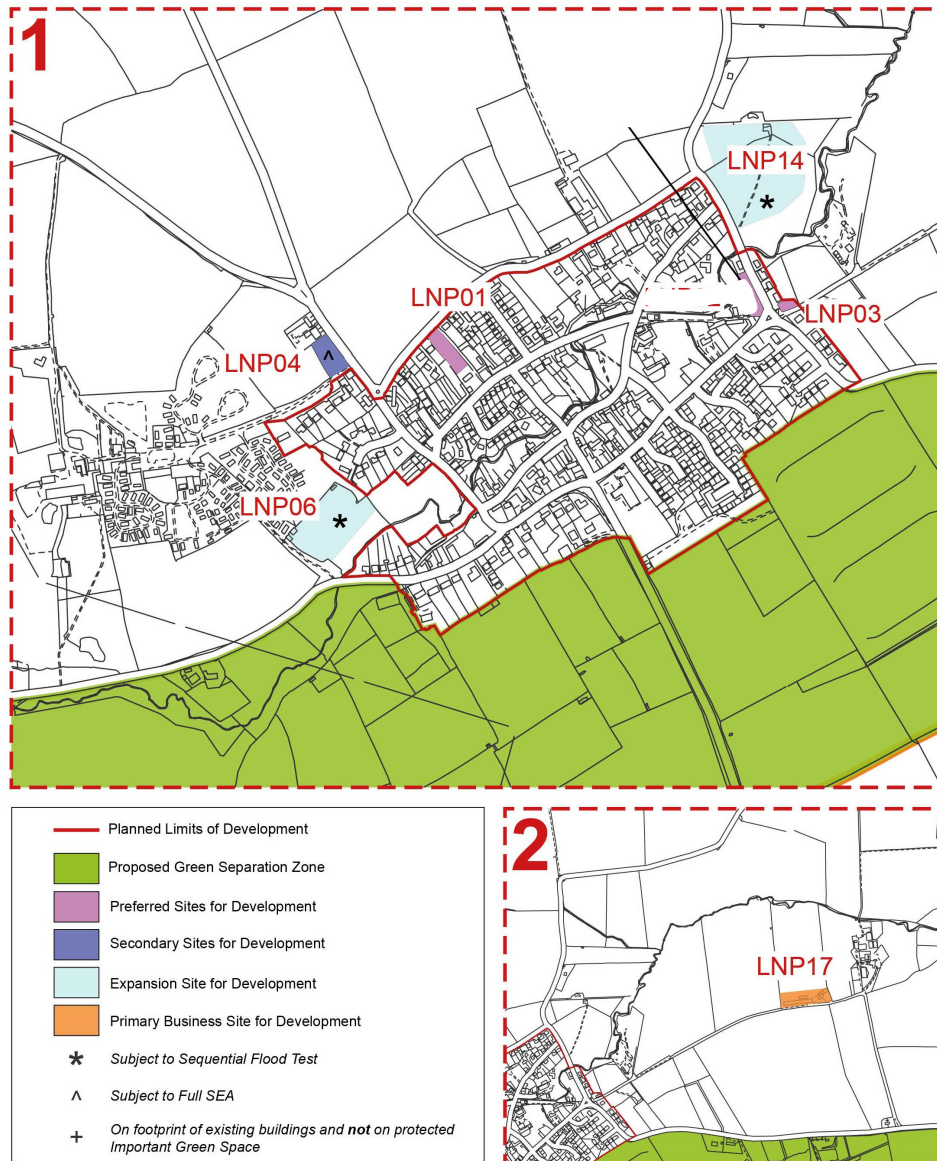 1
LNP14
*
LNP01
LNP03
LNP04
^
LNP06
*
Planned Limits of Development
Proposed Green Separation Zone
Preferred Sites for Development
Secondary Sites for Development
Expansion Site for Development
Primary Business Site for Development
* Subject to Sequential Flood Test
^ Subject to Full SEA
+ On footprint of existing buildings and not on protected
Important Green Space
2
LNP17